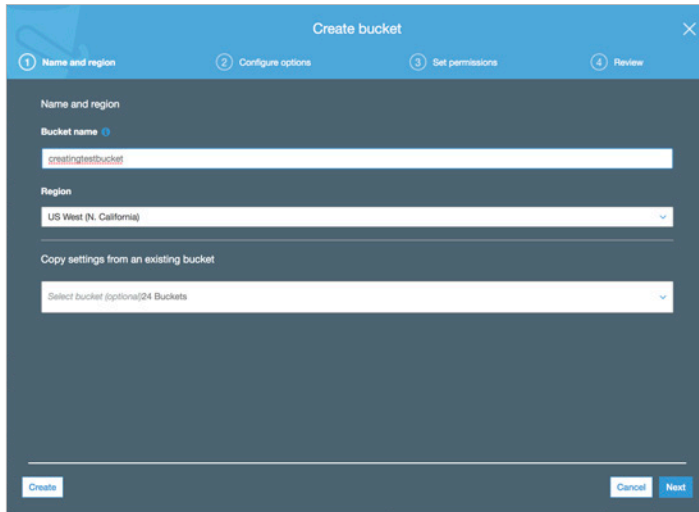 Create bucket
1 Name and region 2 Configure options 3 Set permissions 4 Review
Name and region
Bucket name
creatingtestbucket
Region
US West (N. California)
Copy settings from an existing bucket
Select bucket (optional)24 Buckets
Create Cancel Next